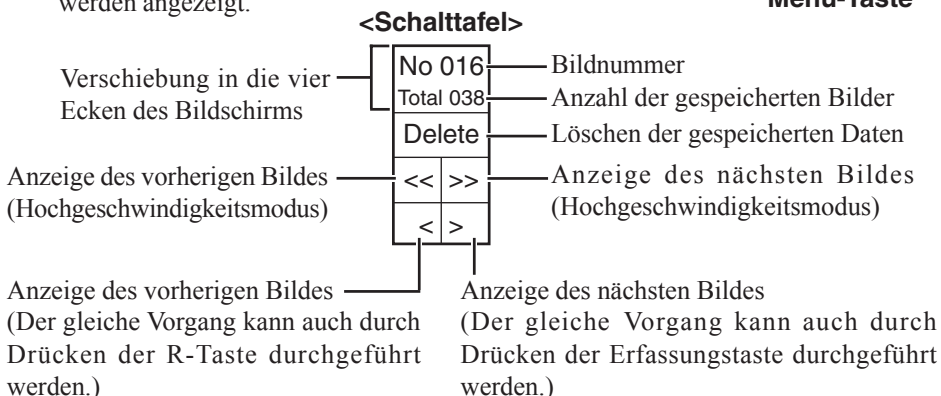 werden angezeigt.
Menü-Taste
<Schalttafel>
Verschiebung in die vier
Ecken des Bildschirms
No 016
Total 038
Delete
<< >>
< >
Bildnummer
Anzahl der gespeicherten Bilder
Löschen der gespeicherten Daten
Anzeige des vorherigen Bildes
(Hochgeschwindigkeitsmodus)
Anzeige des nächsten Bildes
(Hochgeschwindigkeitsmodus)
Anzeige des vorherigen Bildes
(Der gleiche Vorgang kann auch durch
Drücken der R-Taste durchgeführt
werden.)
Anzeige des nächsten Bildes
(Der gleiche Vorgang kann auch durch
Drücken der Erfassungstaste durchgeführt
werden.)